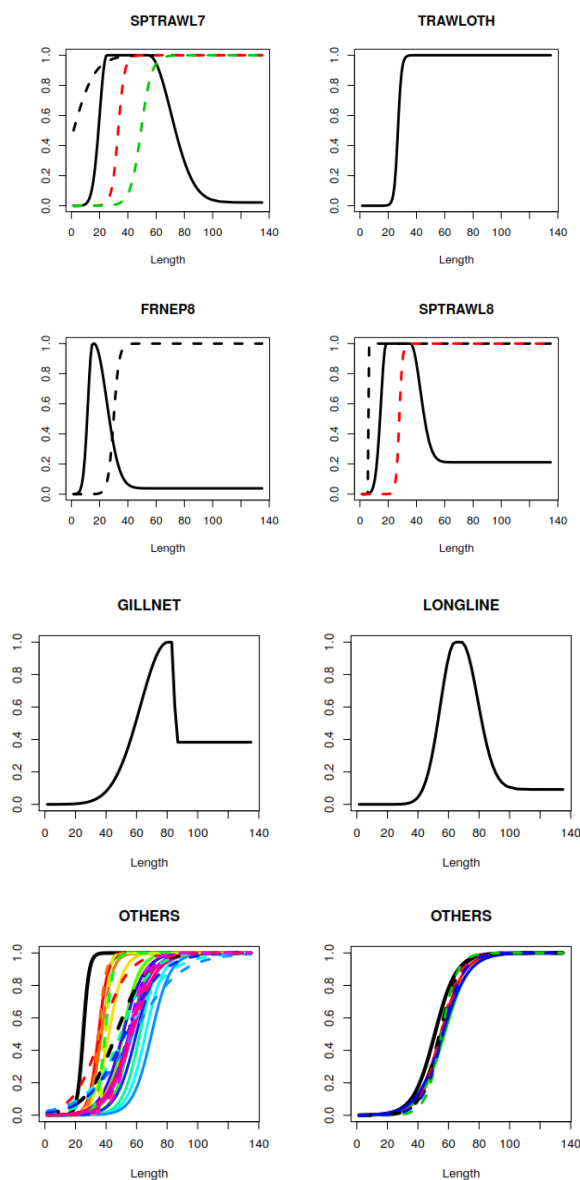 SPTRAWL7 TRAWLOTH
0.0 0.2 0.4 0.6 0.8 1.0 0.0 0.2 0.4 0.6 0.8 1.0
0 20 40 60 80 100 140 0 20 40 60 80 100 140
Length Length
FRNEP8 SPTRAWL8
0.0 0.2 0.4 0.6 0.8 1.0 0.0 0.2 0.4 0.6 0.8 1.0
0 20 40 60 80 100 140 0 20 40 60 80 100 140
Length Length
GILLNET LONGLINE
0.0 0.2 0.4 0.6 0.8 1.0 0.0 0.2 0.4 0.6 0.8 1.0
0 20 40 60 80 100 140 0 20 40 60 80 100 140
Length Length
OTHERS OTHERS
0.0 0.2 0.4 0.6 0.8 1.0 0.0 0.2 0.4 0.6 0.8 1.0
0 20 40 60 80 100 140 0 20 40 60 80 100 140
Length Length